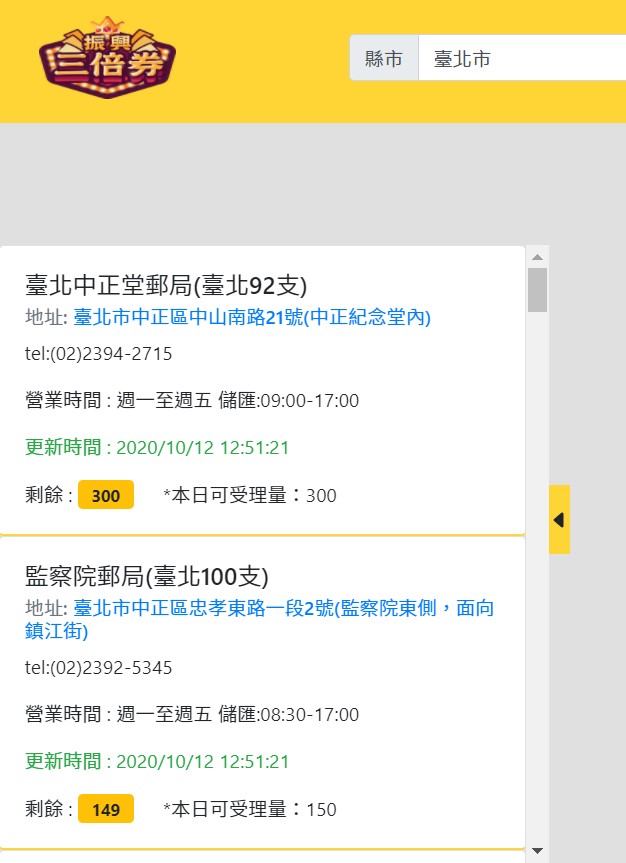 振興
三倍券
縣市 臺北市
臺北中正堂郵局(臺北92支)
地址: 臺北市中正區中山南路21號(中正紀念堂內)
tel:(02)2394-2715
營業時間 : 週一至週五 儲匯:09:00-17:00
更新時間 : 2020/10/12 12:51:21
剩餘 : 300 *本日可受理量：300
監察院郵局(臺北100支)
地址: 臺北市中正區忠孝東路一段2號(監察院東側，面向
鎮江街)
tel:(02)2392-5345
營業時間 : 週一至週五 儲匯:08:30-17:00
更新時間 : 2020/10/12 12:51:21
剩餘 : 149 *本日可受理量：150